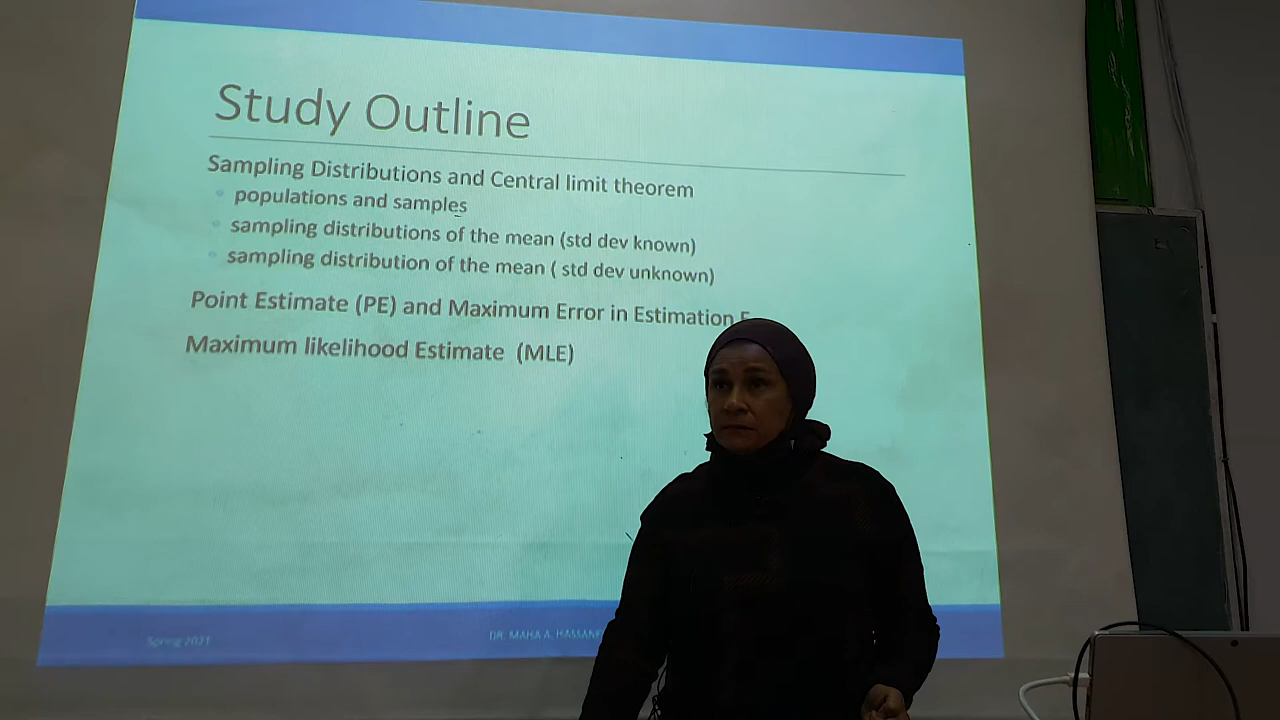 Study Outline
Sampling Distributions and Central limit theorem
populations and samples
sampling distributions of the mean (std dev known)
sampling distribution of the mean ( std dev unknown)
Point Estimate (PE) and Maximum Error in Estimation
Maximum likelihood Estimate (MLE)
Spring 2021 DR. MAHA A.